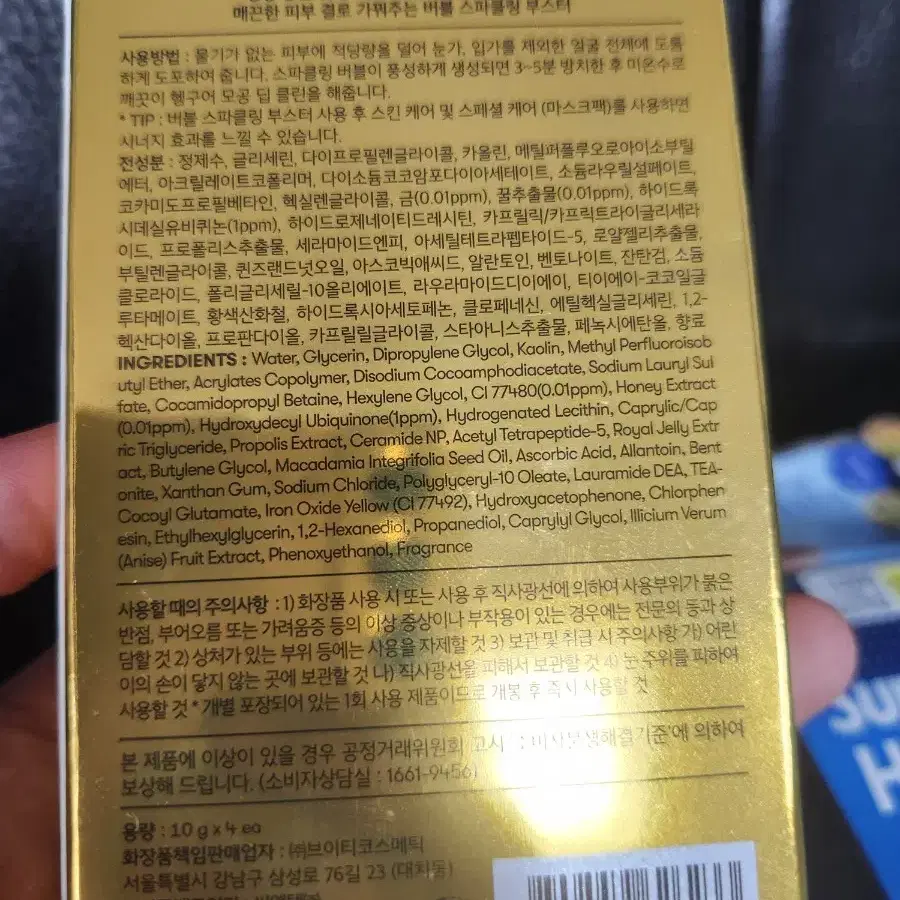 매끈한 피부 결로 가꿔주는 버블 스파클링 부스터
사용방법 : 물기가 없는 피부에 적당량을 덜어 눈가, 입가를 제외한 얼굴 전체에 도톰
하게 도포하여 줍니다. 스파클링 버블이 풍성하게 생성되면 3~5분 방치한 후 미온수로
깨끗이 헹구어 모공 딥 클린을 해줍니다.
* TIP : 버블 스파클링 부스터 사용 후 스킨 케어 및 스페셜 케어 (마스크팩)를 사용하면
시너지 효과를 느낄 수 있습니다.
전성분 : 정제수, 글리세린, 다이프로필렌글라이콜, 카올린, 메틸퍼플루오로아이소부틸
에터, 아크릴레이트코폴리머, 다이소듐코코암포다이아세테이트, 소듐라우릴설페이트,
코카미도프로필베타인, 헥실렌글라이콜, 금(0.01ppm), 꿀추출물(0.01ppm), 하이드록
시데실유비퀴논(1ppm), 하이드로제네이티드레시틴, 카프릴릭/카프릭트라이글리세라
이드, 프로폴리스추출물, 세라마이드엔피, 아세틸테트라펩타이드-5, 로얄젤리추출물,
부틸렌글라이콜, 퀸즈랜드넛오일, 아스코빅애씨드, 알란토인, 벤토나이트, 잔탄검, 소듐
클로라이드, 폴리글리세릴-10올리에이트, 라우라마이드디이에이, 티이에이-코코일글
루타메이트, 황색산화철, 하이드록시아세토페논, 클로페네신, 에틸헥실글리세린, 1,2-
헥산다이올, 프로판다이올, 카프릴릴글라이콜, 스타아니스추출물, 페녹시에탄올, 향료
INGREDIENTS : Water, Glycerin, Dipropylene Glycol, Kaolin, Methyl Perfluoroisob
utyl Ether, Acrylates Copolymer, Disodium Cocoamphodiacetate, Sodium Lauryl Sul
fate, Cocamidopropyl Betaine, Hexylene Glycol, CI 77480(0.01ppm), Honey Extract
(0.01ppm), Hydroxydecyl Ubiquinone(1ppm), Hydrogenated Lecithin, Caprylic/Cap
ric Triglyceride, Propolis Extract, Ceramide NP, Acetyl Tetrapeptide-5, Royal Jelly Extr
act, Butylene Glycol, Macadamia Integrifolia Seed Oil, Ascorbic Acid, Allantoin, Bent
onite, Xanthan Gum, Sodium Chloride, Polyglyceryl-10 Oleate, Lauramide DEA, TEA-
Cocoyl Glutamate, Iron Oxide Yellow (CI 77492), Hydroxyacetophenone, Chlorphen
esin, Ethylhexylglycerin, 1,2-Hexanediol, Propanediol, Caprylyl Glycol, Illicium Verum
(Anise) Fruit Extract, Phenoxyethanol, Fragrance
사용할 때의 주의사항 : 1) 화장품 사용 시 또는 사용 후 직사광선에 의하여 사용부위가 붉은
반점, 부어오름 또는 가려움증 등의 이상 증상이나 부작용이 있는 경우에는 전문의 등과 상
담할 것 2) 상처가 있는 부위 등에는 사용을 자제할 것 3) 보관 및 취급 시 주의사항 가) 어린
이의 손이 닿지 않는 곳에 보관할 것 나) 직사광선을 피해서 보관할 것 4) 눈 주위를 피하여
사용할 것 * 개별 포장되어 있는 1회 사용 제품이므로 개봉 후 즉시 사용할 것
본 제품에 이상이 있을 경우 공정거래위원회 고시 '소비자분쟁해결기준'에 의하여
보상해 드립니다. (소비자상담실 : 1661-9456)
용량 : 10 g x 4 ea
화장품책임판매업자 : ㈜브이티코스메틱
서울특별시 강남구 삼성로 76길 23 (대치동)